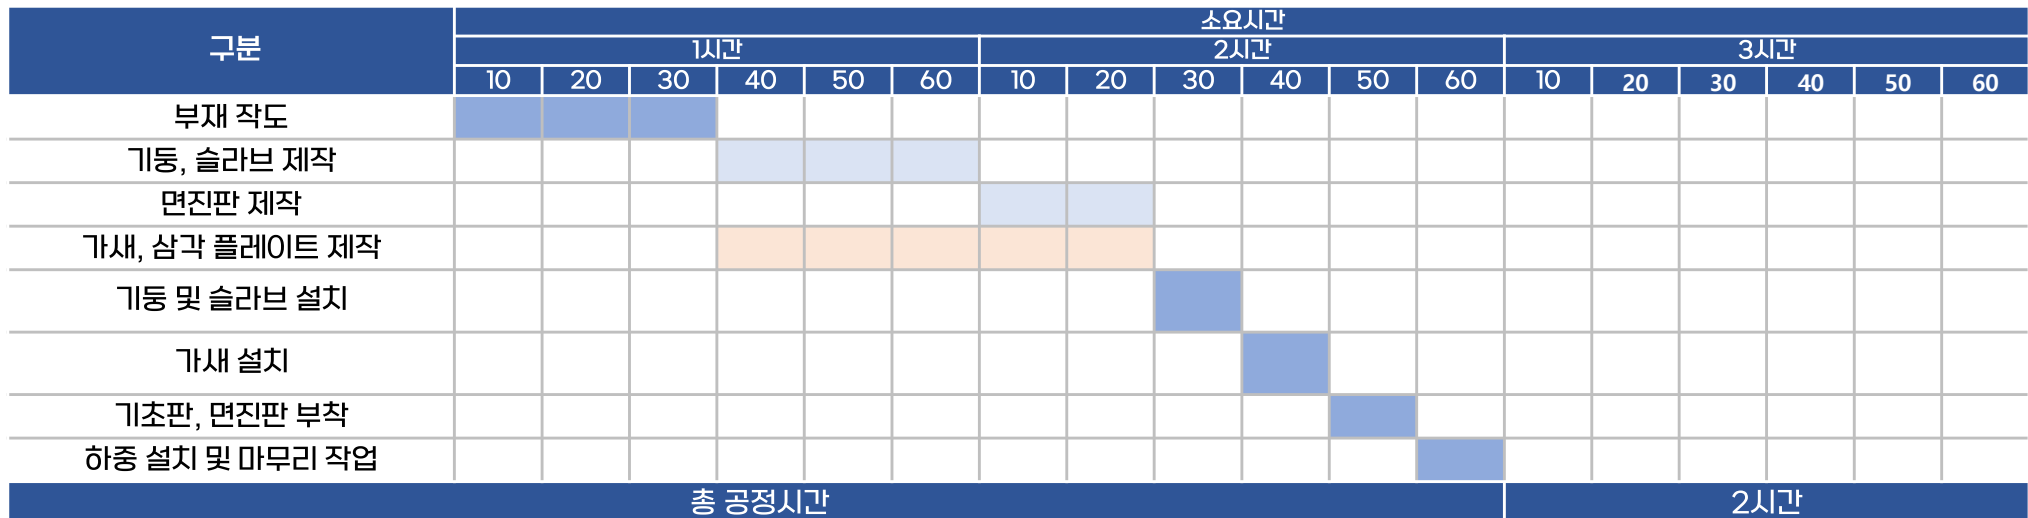 구분
소요시간
1시간 2시간 3시간
10 20 30 40 50 60 10 20 30 40 50 60 10 20 30 40 50 60
부재 작도
기둥, 슬라브 제작
면진판 제작
가새, 삼각 플레이트 제작
기둥 및 슬라브 설치
가새 설치
기초판, 면진판 부착
하중 설치 및 마무리 작업
총 공정시간 2시간